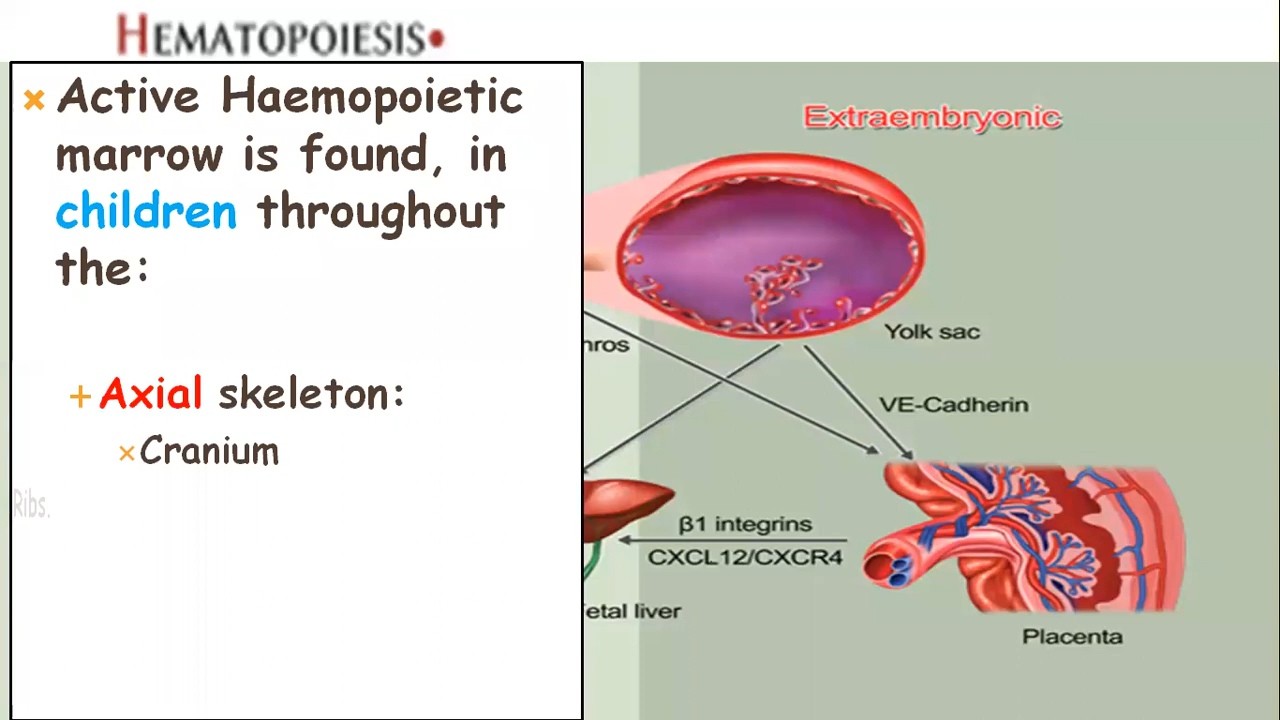 HEMATOPOIESIS
× Active Haemopoietic
marrow is found, in
children throughout
the:
+ Axial skeleton:
× Cranium
Ribs.
Extraembryonic
Yolk sac
hros
VE-Cadherin
β1 integrins
CXCL12/CXCR4
etal liver
Placenta